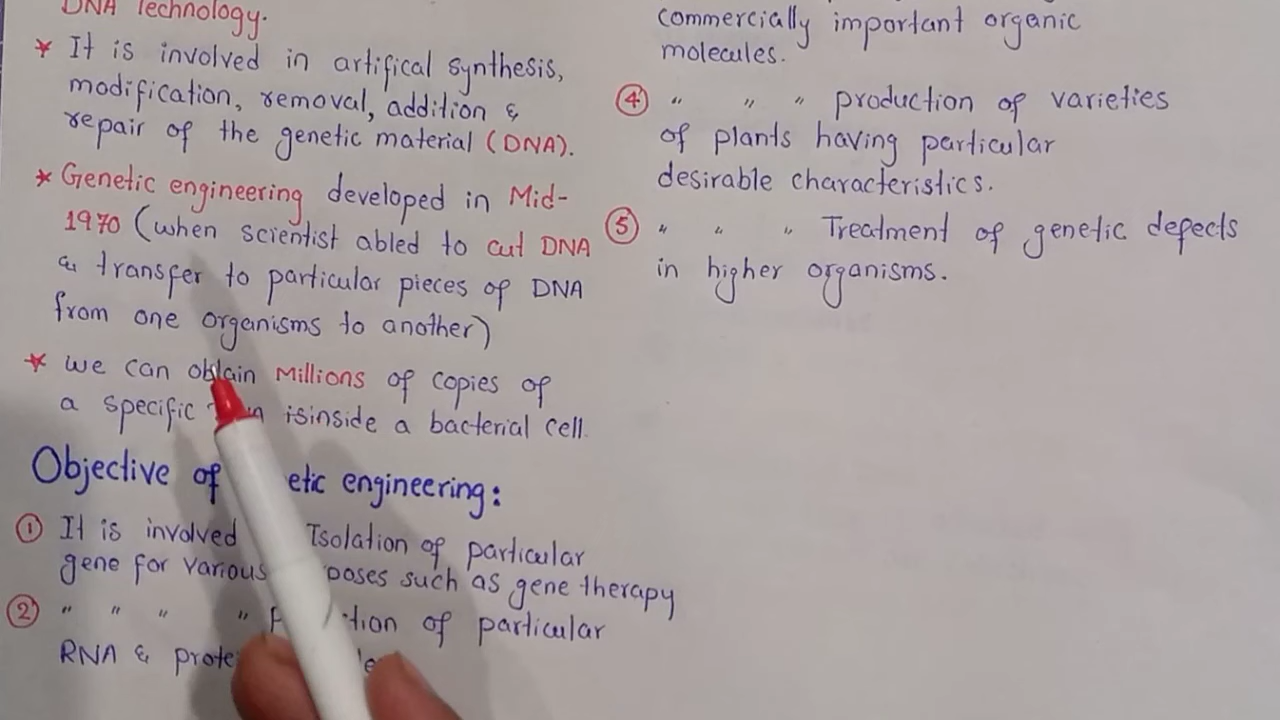 DNA Technology.
* It is involved in artifical synthesis,
modification, removal, addition &
repair of the genetic material (DNA).
* Genetic engineering developed in Mid-
1970 (when scientist abled to cut DNA
& transfer to particular pieces of DNA
from one organisms to another)
* we can obtain Millions of copies of
a specific isinside a bacterial cell.
Objective of etic engineering:
① It is involved Isolation of particular
gene for various poses such as gene therapy
② " " " " P tion of particular
RNA & prote le
commercially important organic
molecules.
④ " " " production of varieties
of plants having particular
desirable characteristics.
⑤ " " " Treatment of genetic defects
in higher organisms.